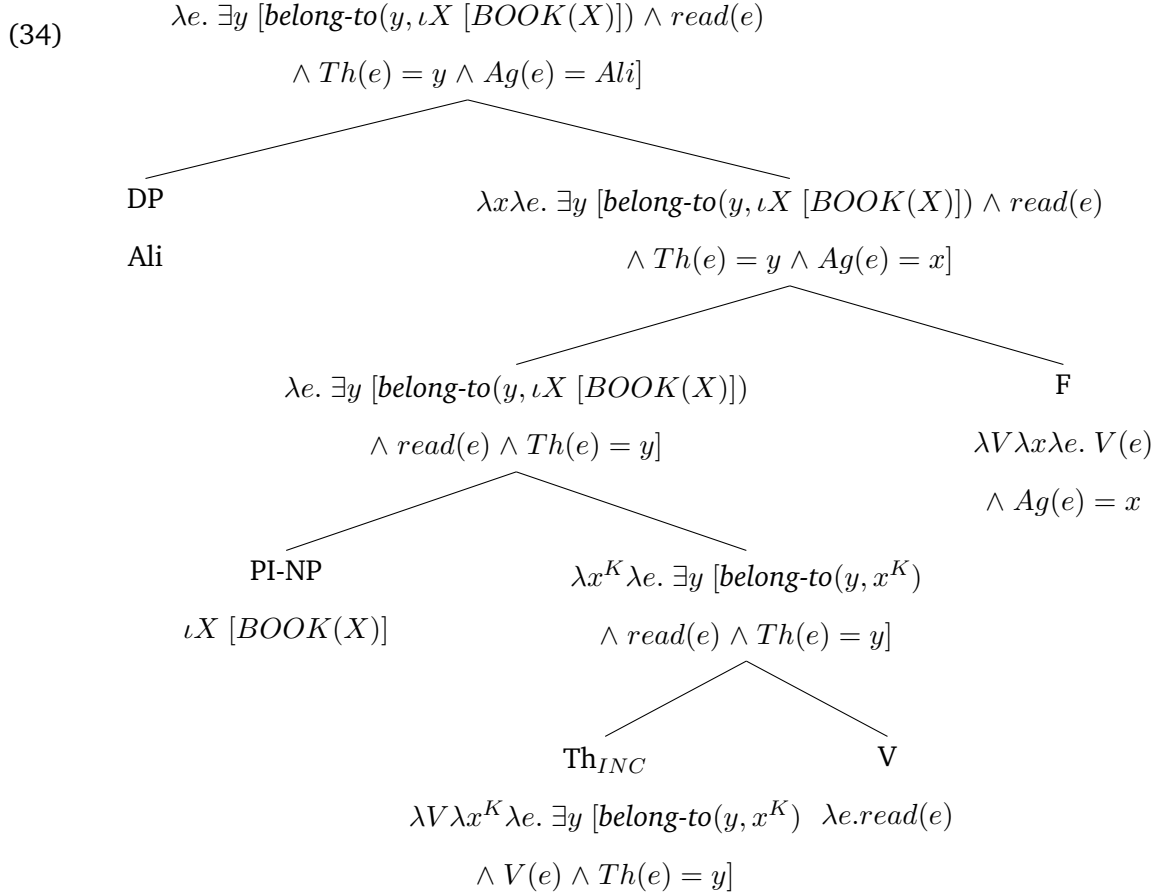 (34)
λe. ∃y [belong-to(y, ιX [BOOK(X)]) ∧ read(e)
∧ Th(e) = y ∧ Ag(e) = Ali]
DP
Ali
λxλe. ∃y [belong-to(y, ιX [BOOK(X)]) ∧ read(e)
∧ Th(e) = y ∧ Ag(e) = x]
λe. ∃y [belong-to(y, ιX [BOOK(X)])
∧ read(e) ∧ Th(e) = y]
F
λVλxλe. V(e)
∧ Ag(e) = x
PI-NP
ιX [BOOK(X)]
λx^Kλe. ∃y [belong-to(y, x^K)
∧ read(e) ∧ Th(e) = y]
Th_INC
λVλx^Kλe. ∃y [belong-to(y, x^K)
∧ V(e) ∧ Th(e) = y]
V
λe.read(e)